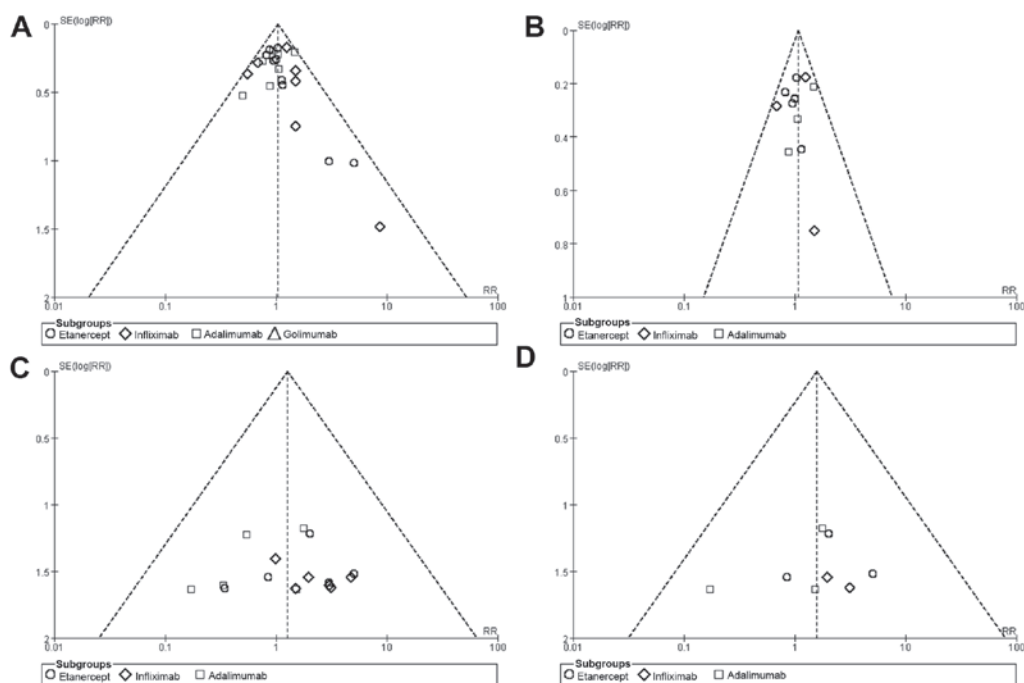 A
SE(log[RR])
0
0.5
1
1.5
2
0.01 0.1 1 10 100
RR
Subgroups
Etanercept Infliximab Adalimumab Golimumab
B
SE(log[RR])
0
0.2
0.4
0.6
0.8
1
0.01 0.1 1 10 100
RR
Subgroups
Etanercept Infliximab Adalimumab
C
SE(log[RR])
0
0.5
1
1.5
2
0.01 0.1 1 10 100
RR
Subgroups
Etanercept Infliximab Adalimumab
D
SE(log[RR])
0
0.5
1
1.5
2
0.01 0.1 1 10 100
RR
Subgroups
Etanercept Infliximab Adalimumab